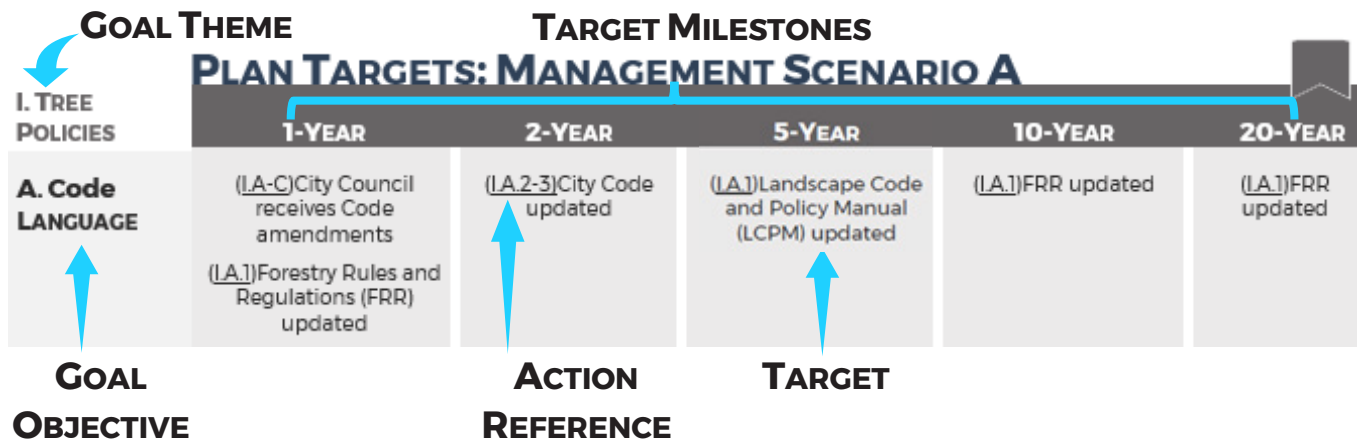 GOAL THEME
TARGET MILESTONES
PLAN TARGETS: MANAGEMENT SCENARIO A
I. TREE
POLICIES
1-YEAR
2-YEAR
5-YEAR
10-YEAR
20-YEAR
A. Code
LANGUAGE
(I.A-C)City Council
receives Code
amendments
(I.A.1)Forestry Rules and
Regulations (FRR)
updated
(I.A.2-3)City Code
updated
(I.A.1)Landscape Code
and Policy Manual
(LCPM) updated
(I.A.1)FRR updated
(I.A.1)FRR
updated
GOAL
OBJECTIVE
ACTION
REFERENCE
TARGET